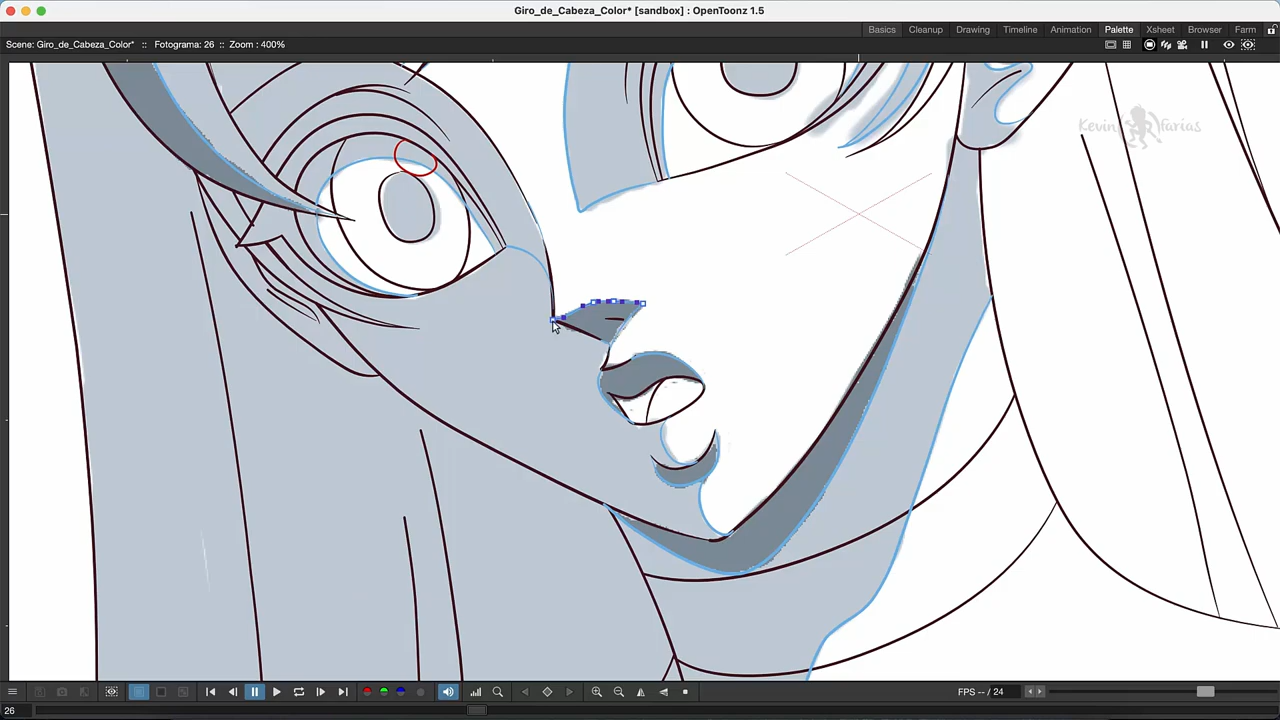 Giro_de_Cabeza_Color* [sandbox] : OpenToonz 1.5
Basics Cleanup Drawing Timeline Animation Palette Xsheet Browser Farm
Scene: Giro_de_Cabeza_Color* :: Fotograma: 26 :: Zoom : 400%
Kevin Farias
FPS -- / 24
26